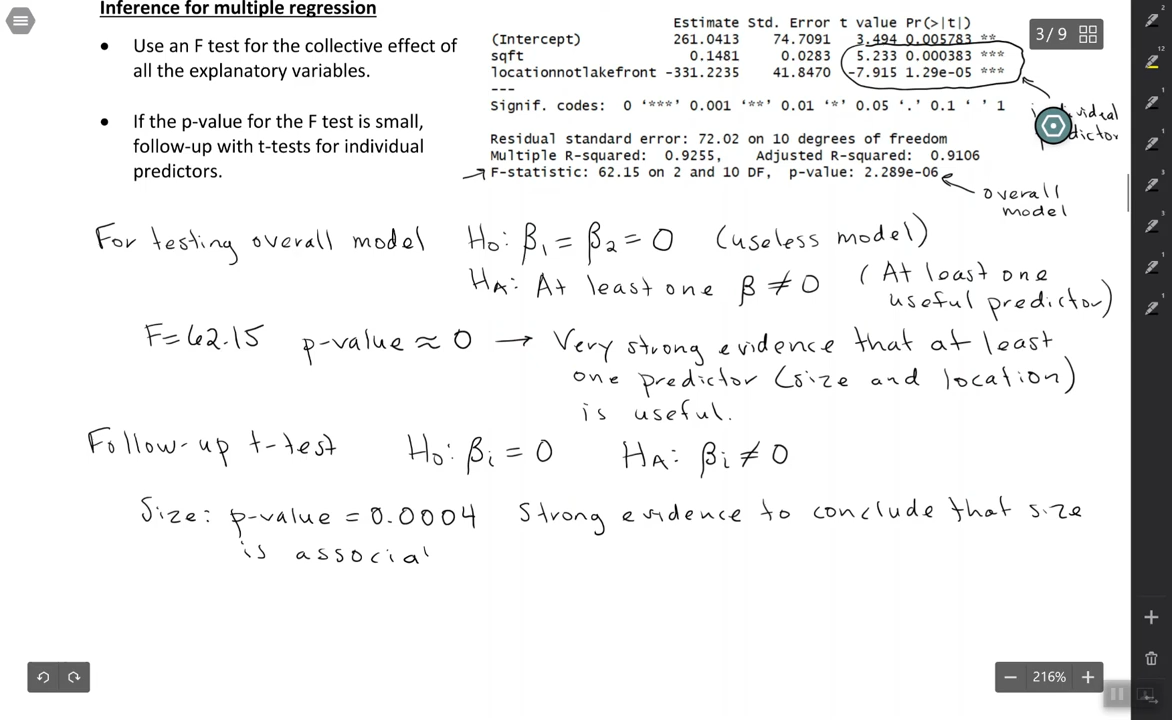 Inference for multiple regression
• Use an F test for the collective effect of
all the explanatory variables.
• If the p-value for the F test is small,
follow-up with t-tests for individual
predictors.
Estimate Std. Error t value Pr(>|t|)
(Intercept) 261.0413 74.7091 3.494 0.005783 **
sqft 0.1481 0.0283 5.233 0.000383 ***
locationnotlakefront -331.2235 41.8470 -7.915 1.29e-05 ***
---
Signif. codes: 0 '***' 0.001 '**' 0.01 '*' 0.05 '.' 0.1 ' ' 1
Residual standard error: 72.02 on 10 degrees of freedom
Multiple R-squared: 0.9255, Adjusted R-squared: 0.9106
F-statistic: 62.15 on 2 and 10 DF, p-value: 2.289e-06
3/9
overall
model
For testing overall model H₀: β₁ = β₂ = 0 (useless model)
HA: At least one β ≠ 0 (At least one
useful predictor)
F=62.15 p-value ≈ 0 → Very strong evidence that at least
one predictor (size and location)
is useful.
Follow-up t-test H₀: βi = 0 HA: βi ≠ 0
Size: p-value = 0.0004 Strong evidence to conclude that size
is associa
216%